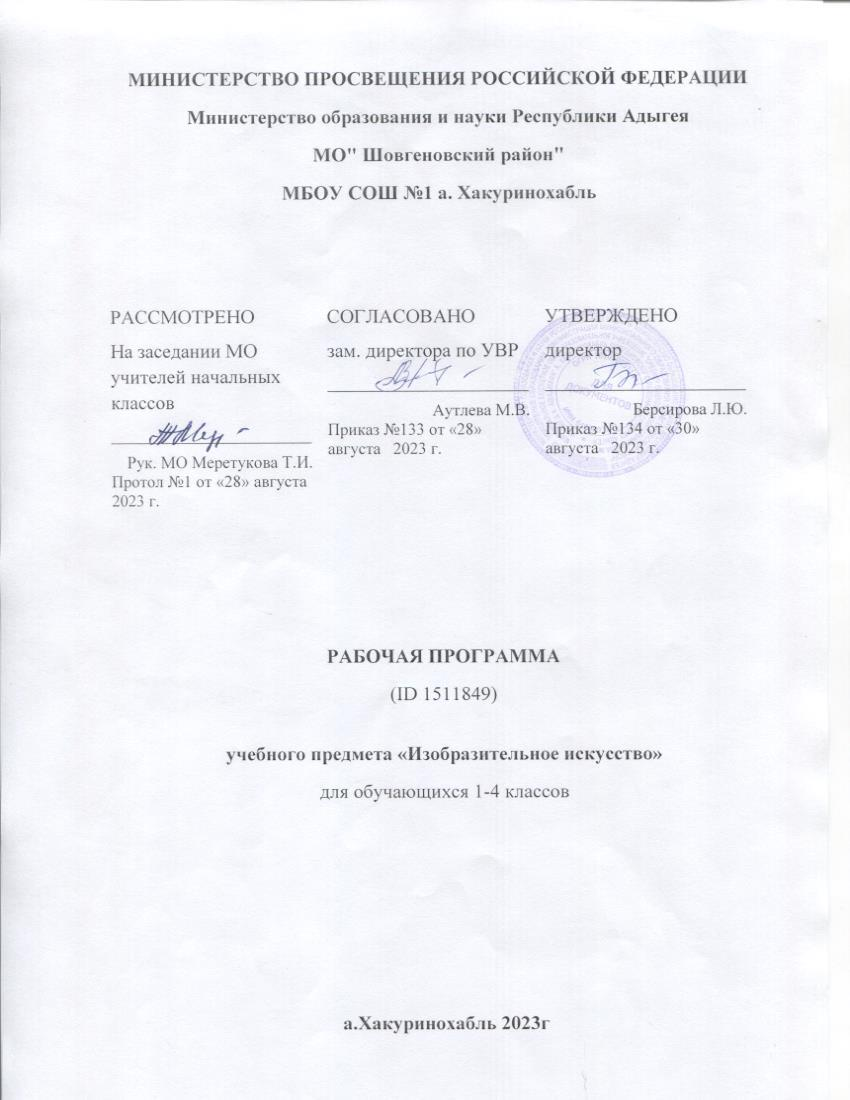 МИНИСТЕРСТВО ПРОСВЕЩЕНИЯ РОССИЙСКОЙ ФЕДЕРАЦИИ
Министерство образования и науки Республики Адыгея
МО" Шовгеновский район"
МБОУ СОШ №1 а. Хакуринохабль
РАССМОТРЕНО
На заседании МО
учителей начальных
классов
Рук. МО Меретукова Т.И.
Протол №1 от «28» августа
2023 г.
СОГЛАСОВАНО
зам. директора по УВР
Аутлева М.В.
Приказ №133 от «28»
августа 2023 г.
УТВЕРЖДЕНО
директор
Берсирова Л.Ю.
Приказ №134 от «30»
августа 2023 г.
ДЛЯ
ДОКУМЕНТОВ
РАБОЧАЯ ПРОГРАММА
(ID 1511849)
учебного предмета «Изобразительное искусство»
для обучающихся 1-4 классов
а.Хакуринохабль 2023г